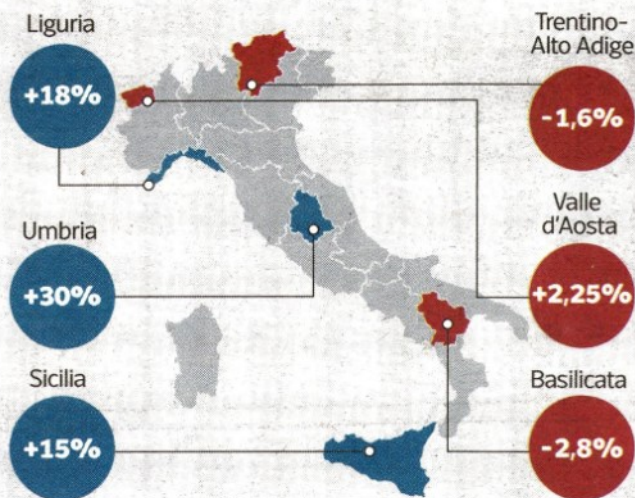 Liguria
+18%
Umbria
+30%
Sicilia
+15%
Trentino-
Alto Adige
-1,6%
Valle
d'Aosta
+2,25%
Basilicata
-2,8%